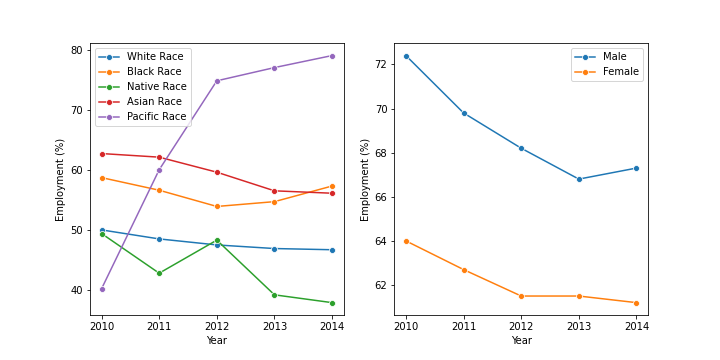 80
70
60
50
40
Employment (%)
White Race
Black Race
Native Race
Asian Race
Pacific Race
2010 2011 2012 2013 2014
Year
72
70
68
66
64
62
Employment (%)
Male
Female
2010 2011 2012 2013 2014
Year